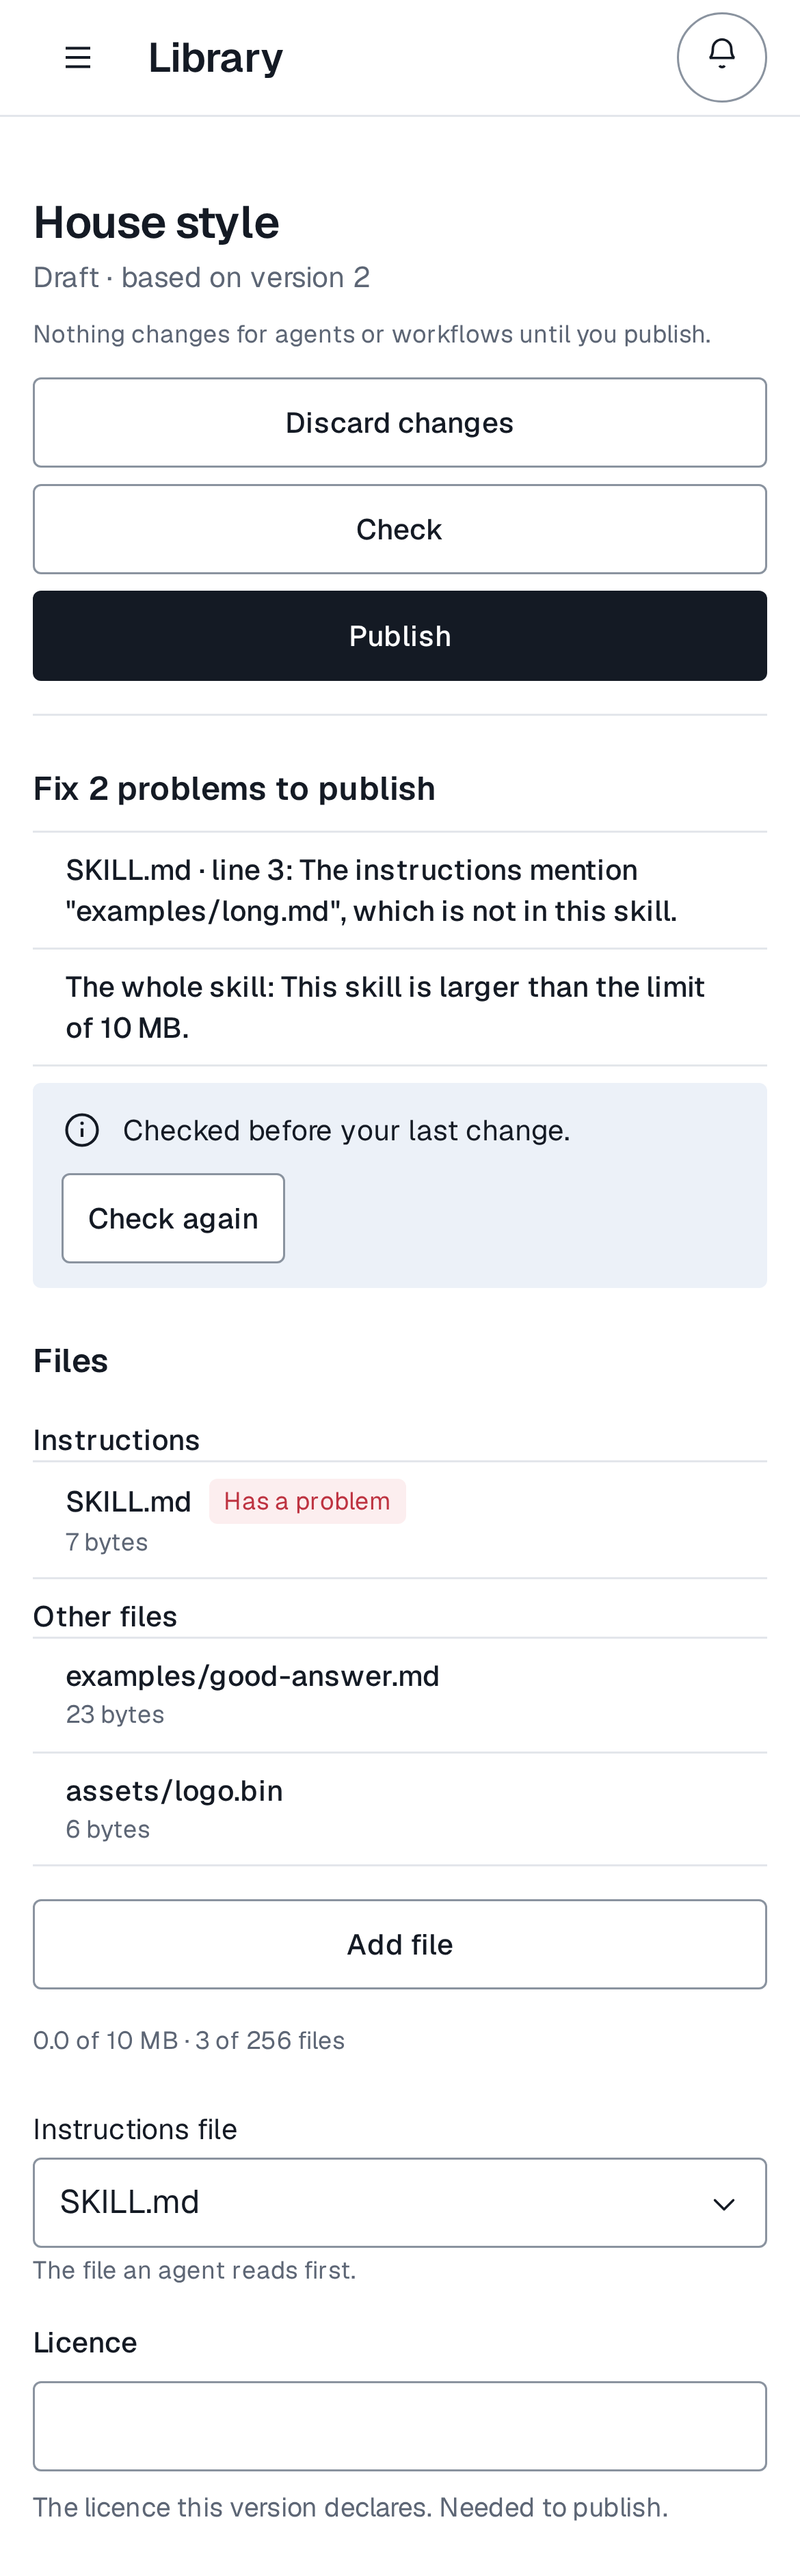 Library
House style
Draft · based on version 2
Nothing changes for agents or workflows until you publish.
Discard changes
Check
Publish
Fix 2 problems to publish
SKILL.md · line 3: The instructions mention
"examples/long.md", which is not in this skill.
The whole skill: This skill is larger than the limit
of 10 MB.
Checked before your last change.
Check again
Files
Instructions
SKILL.md Has a problem
7 bytes
Other files
examples/good-answer.md
23 bytes
assets/logo.bin
6 bytes
Add file
0.0 of 10 MB · 3 of 256 files
Instructions file
SKILL.md
The file an agent reads first.
Licence
The licence this version declares. Needed to publish.